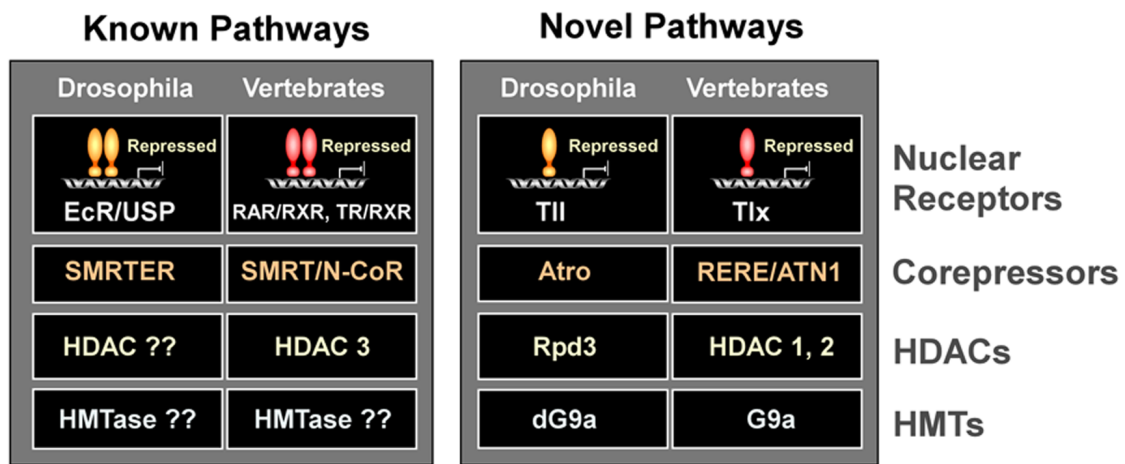 Known Pathways
Novel Pathways
Drosophila Vertebrates
Drosophila Vertebrates
Repressed
Repressed
Repressed
Repressed
EcR/USP
RAR/RXR, TR/RXR
Tll
Tlx
Nuclear
Receptors
SMRTER
SMRT/N-CoR
Atro
RERE/ATN1
Corepressors
HDAC ??
HDAC 3
Rpd3
HDAC 1, 2
HDACs
HMTase ??
HMTase ??
dG9a
G9a
HMTs